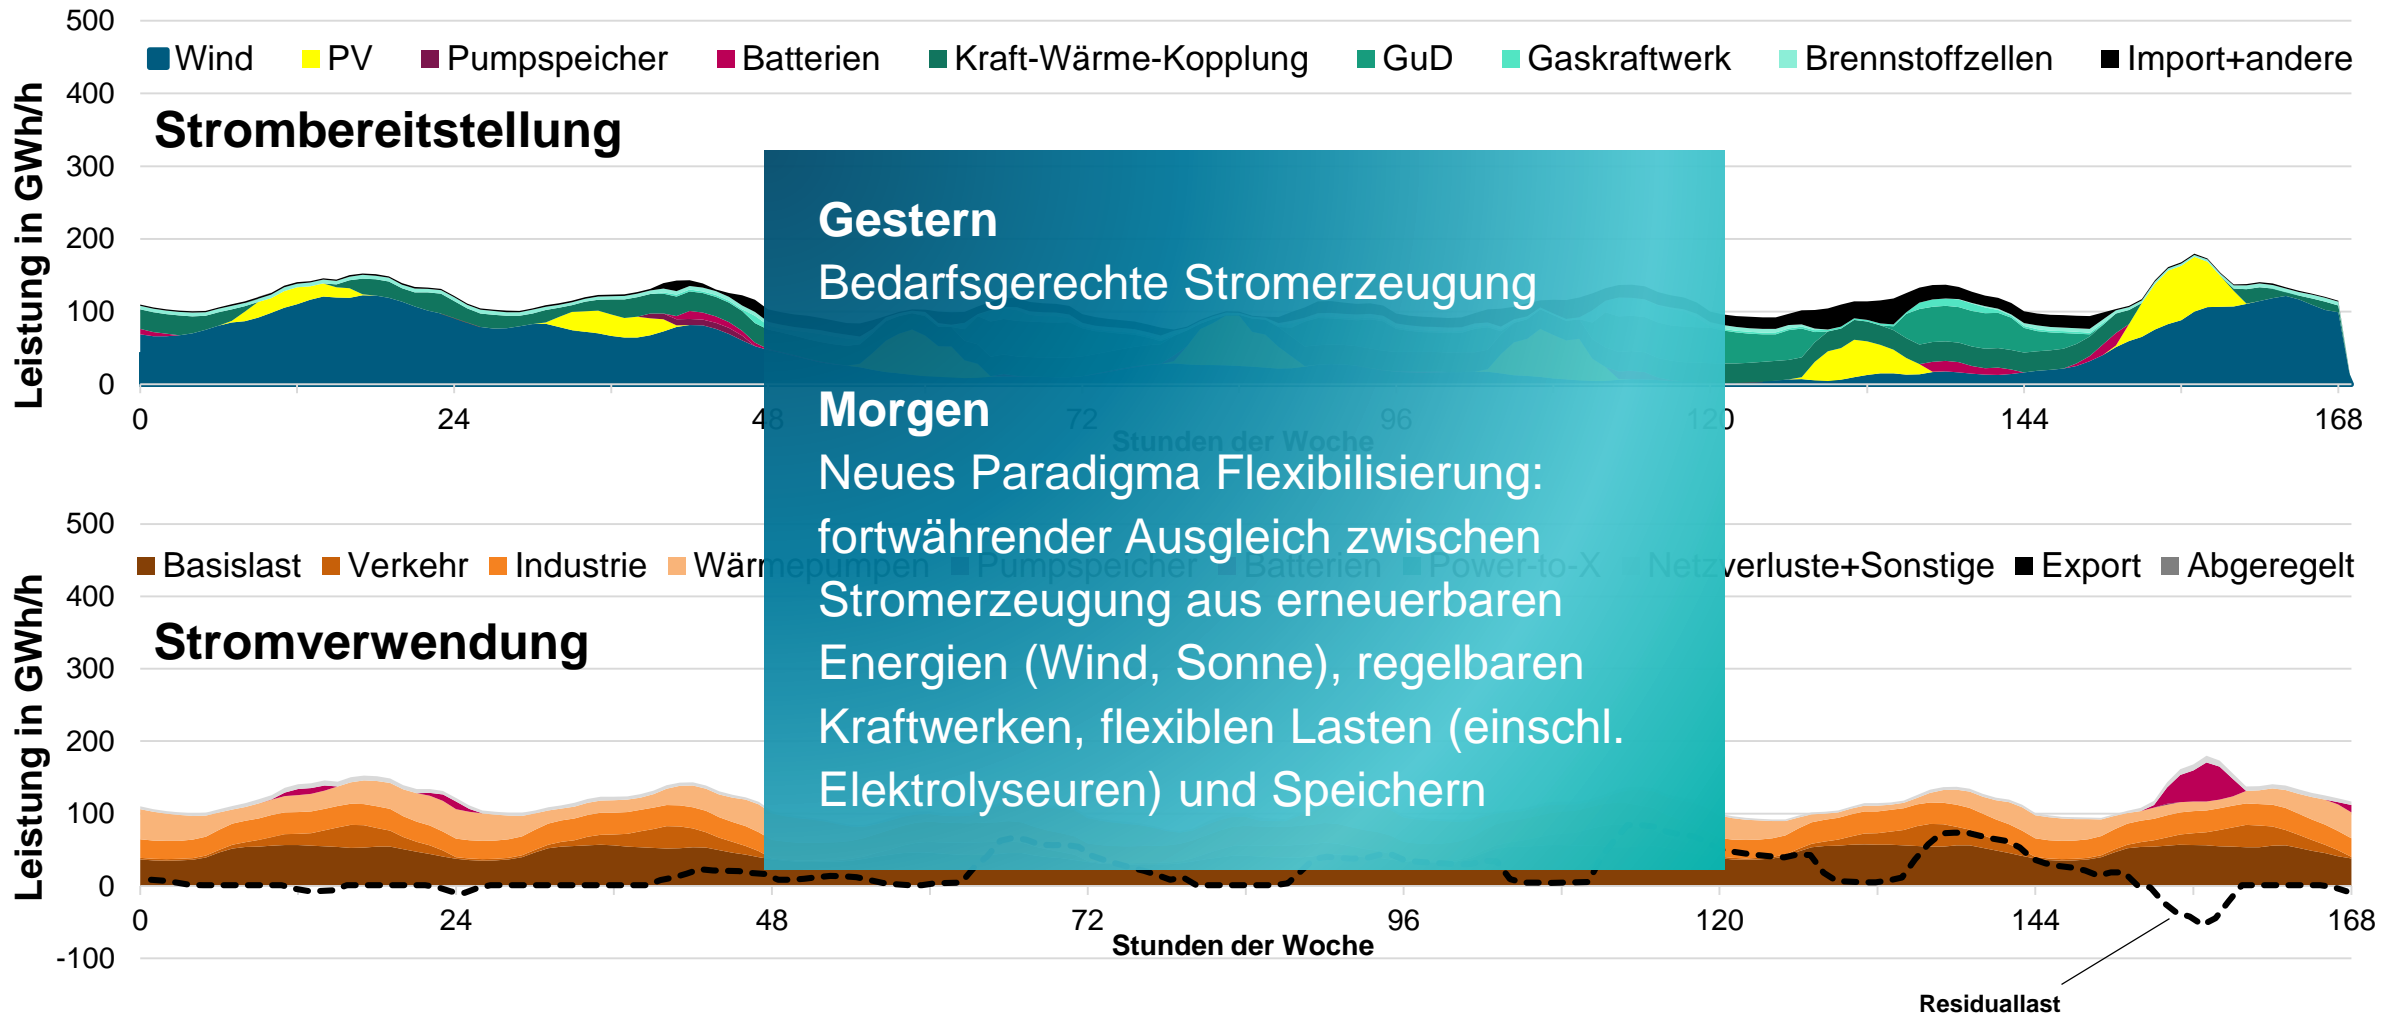 500
Wind PV Pumpspeicher Batterien Kraft-Wärme-Kopplung GuD Gaskraftwerk Brennstoffzellen Import+andere
400
Strombereitstellung
300
200
100
0
Leistung in GWh/h
0 24 48 72 96 120 144 168
Stunden der Woche
Gestern
Bedarfsgerechte Stromerzeugung
Morgen
Neues Paradigma Flexibilisierung:
fortwährender Ausgleich zwischen
Stromerzeugung aus erneuerbaren
Energien (Wind, Sonne), regelbaren
Kraftwerken, flexiblen Lasten (einschl.
Elektrolyseuren) und Speichern
500
Basislast Verkehr Industrie Wärmepumpen Pumpspeicher Batterien Power-to-X Netzverluste+Sonstige Export Abgeregelt
400
Stromverwendung
300
200
100
0
-100
Leistung in GWh/h
0 24 48 72 96 120 144 168
Stunden der Woche
Residuallast